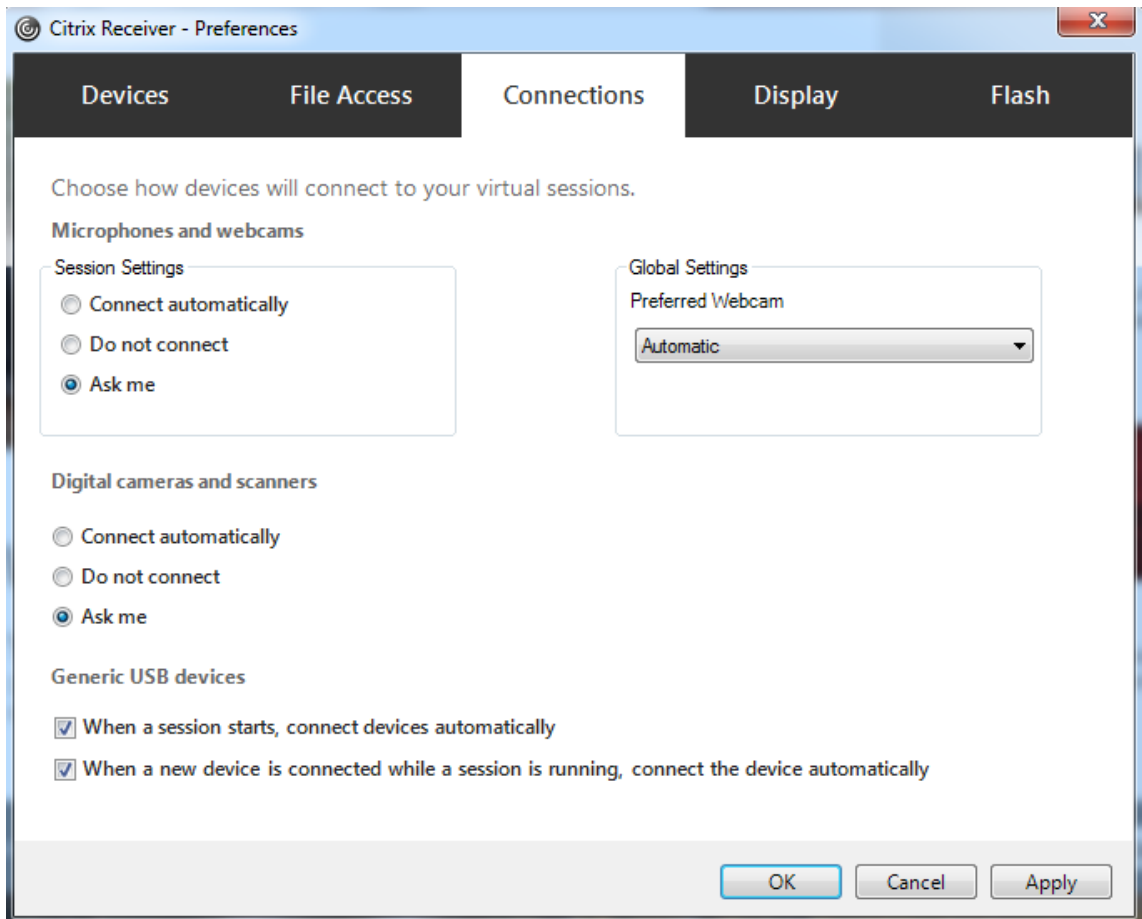 Citrix Receiver - Preferences
Devices File Access Connections Display Flash
Choose how devices will connect to your virtual sessions.
Microphones and webcams
Session Settings
Connect automatically
Do not connect
Ask me
Global Settings
Preferred Webcam
Automatic
Digital cameras and scanners
Connect automatically
Do not connect
Ask me
Generic USB devices
When a session starts, connect devices automatically
When a new device is connected while a session is running, connect the device automatically
OK Cancel Apply